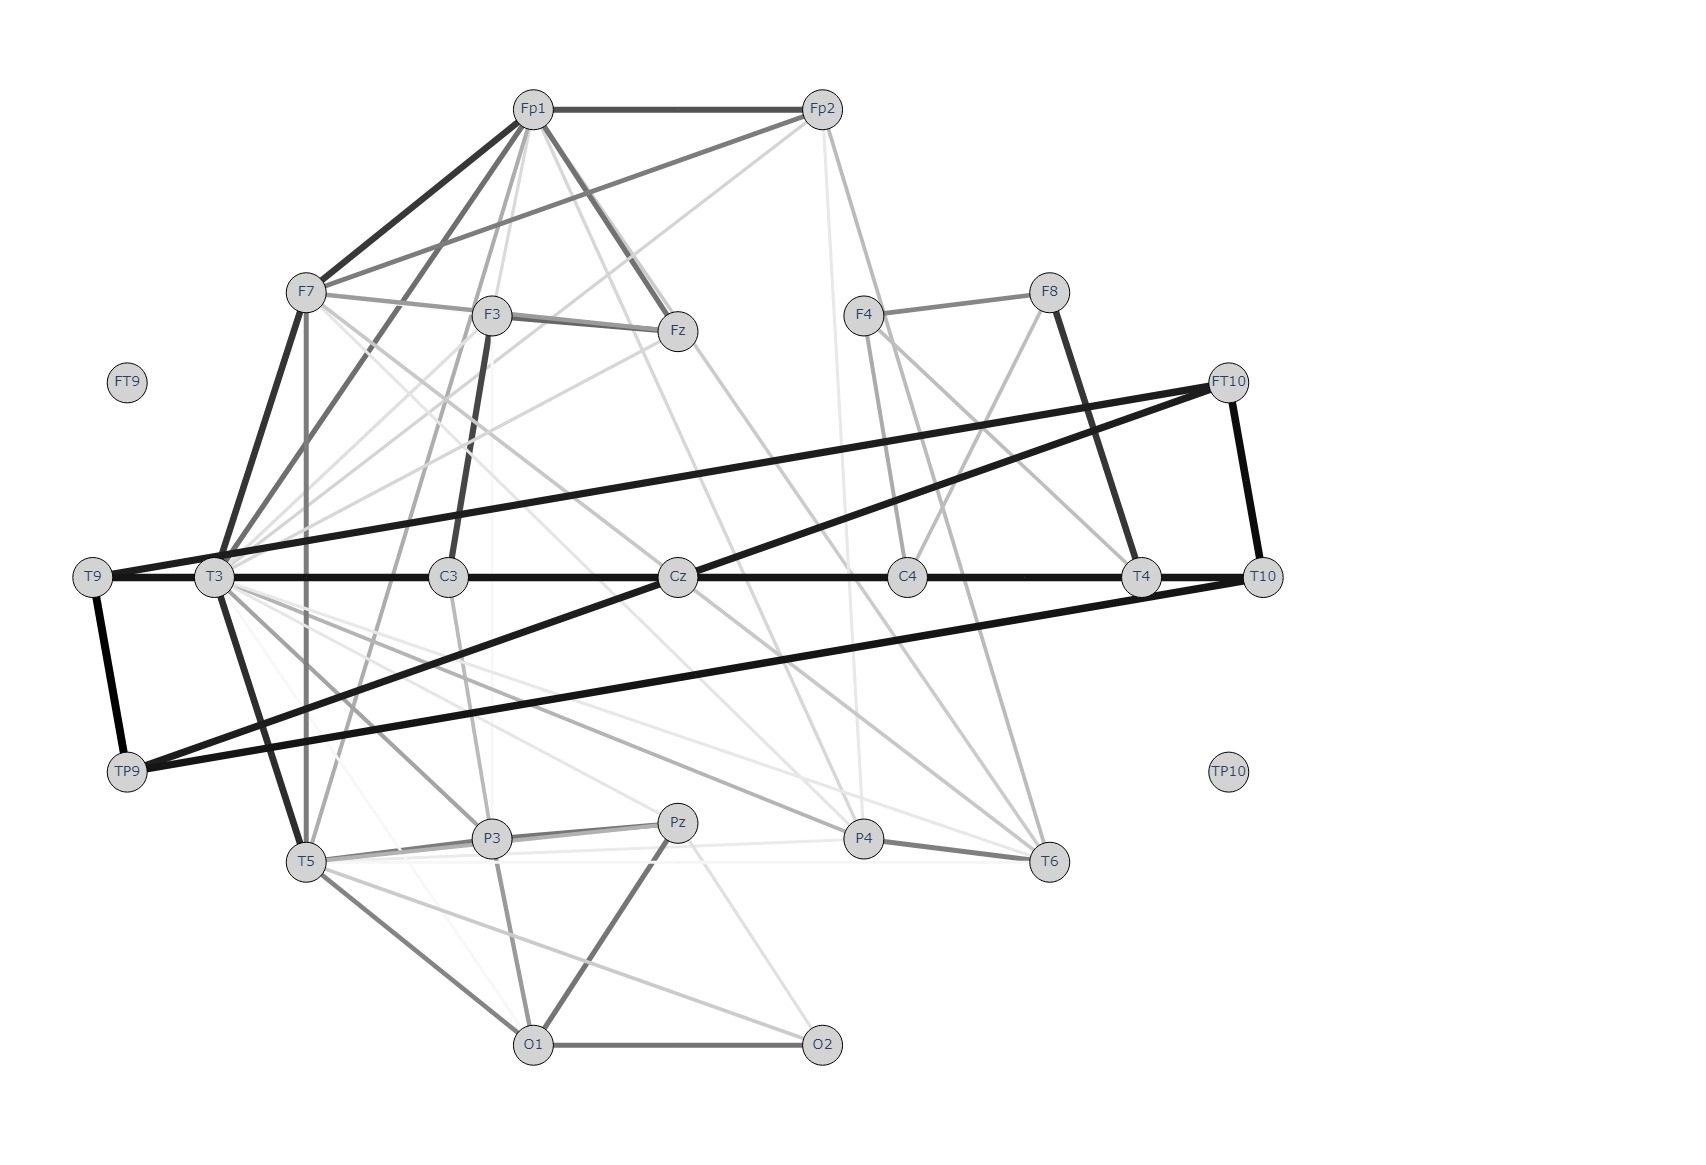 Fp1 Fp2
F7 F3 Fz F4 F8
FT9 FT10
T9 T3 C3 Cz C4 T4 T10
TP9 TP10
T5 P3 Pz P4 T6
O1 O2